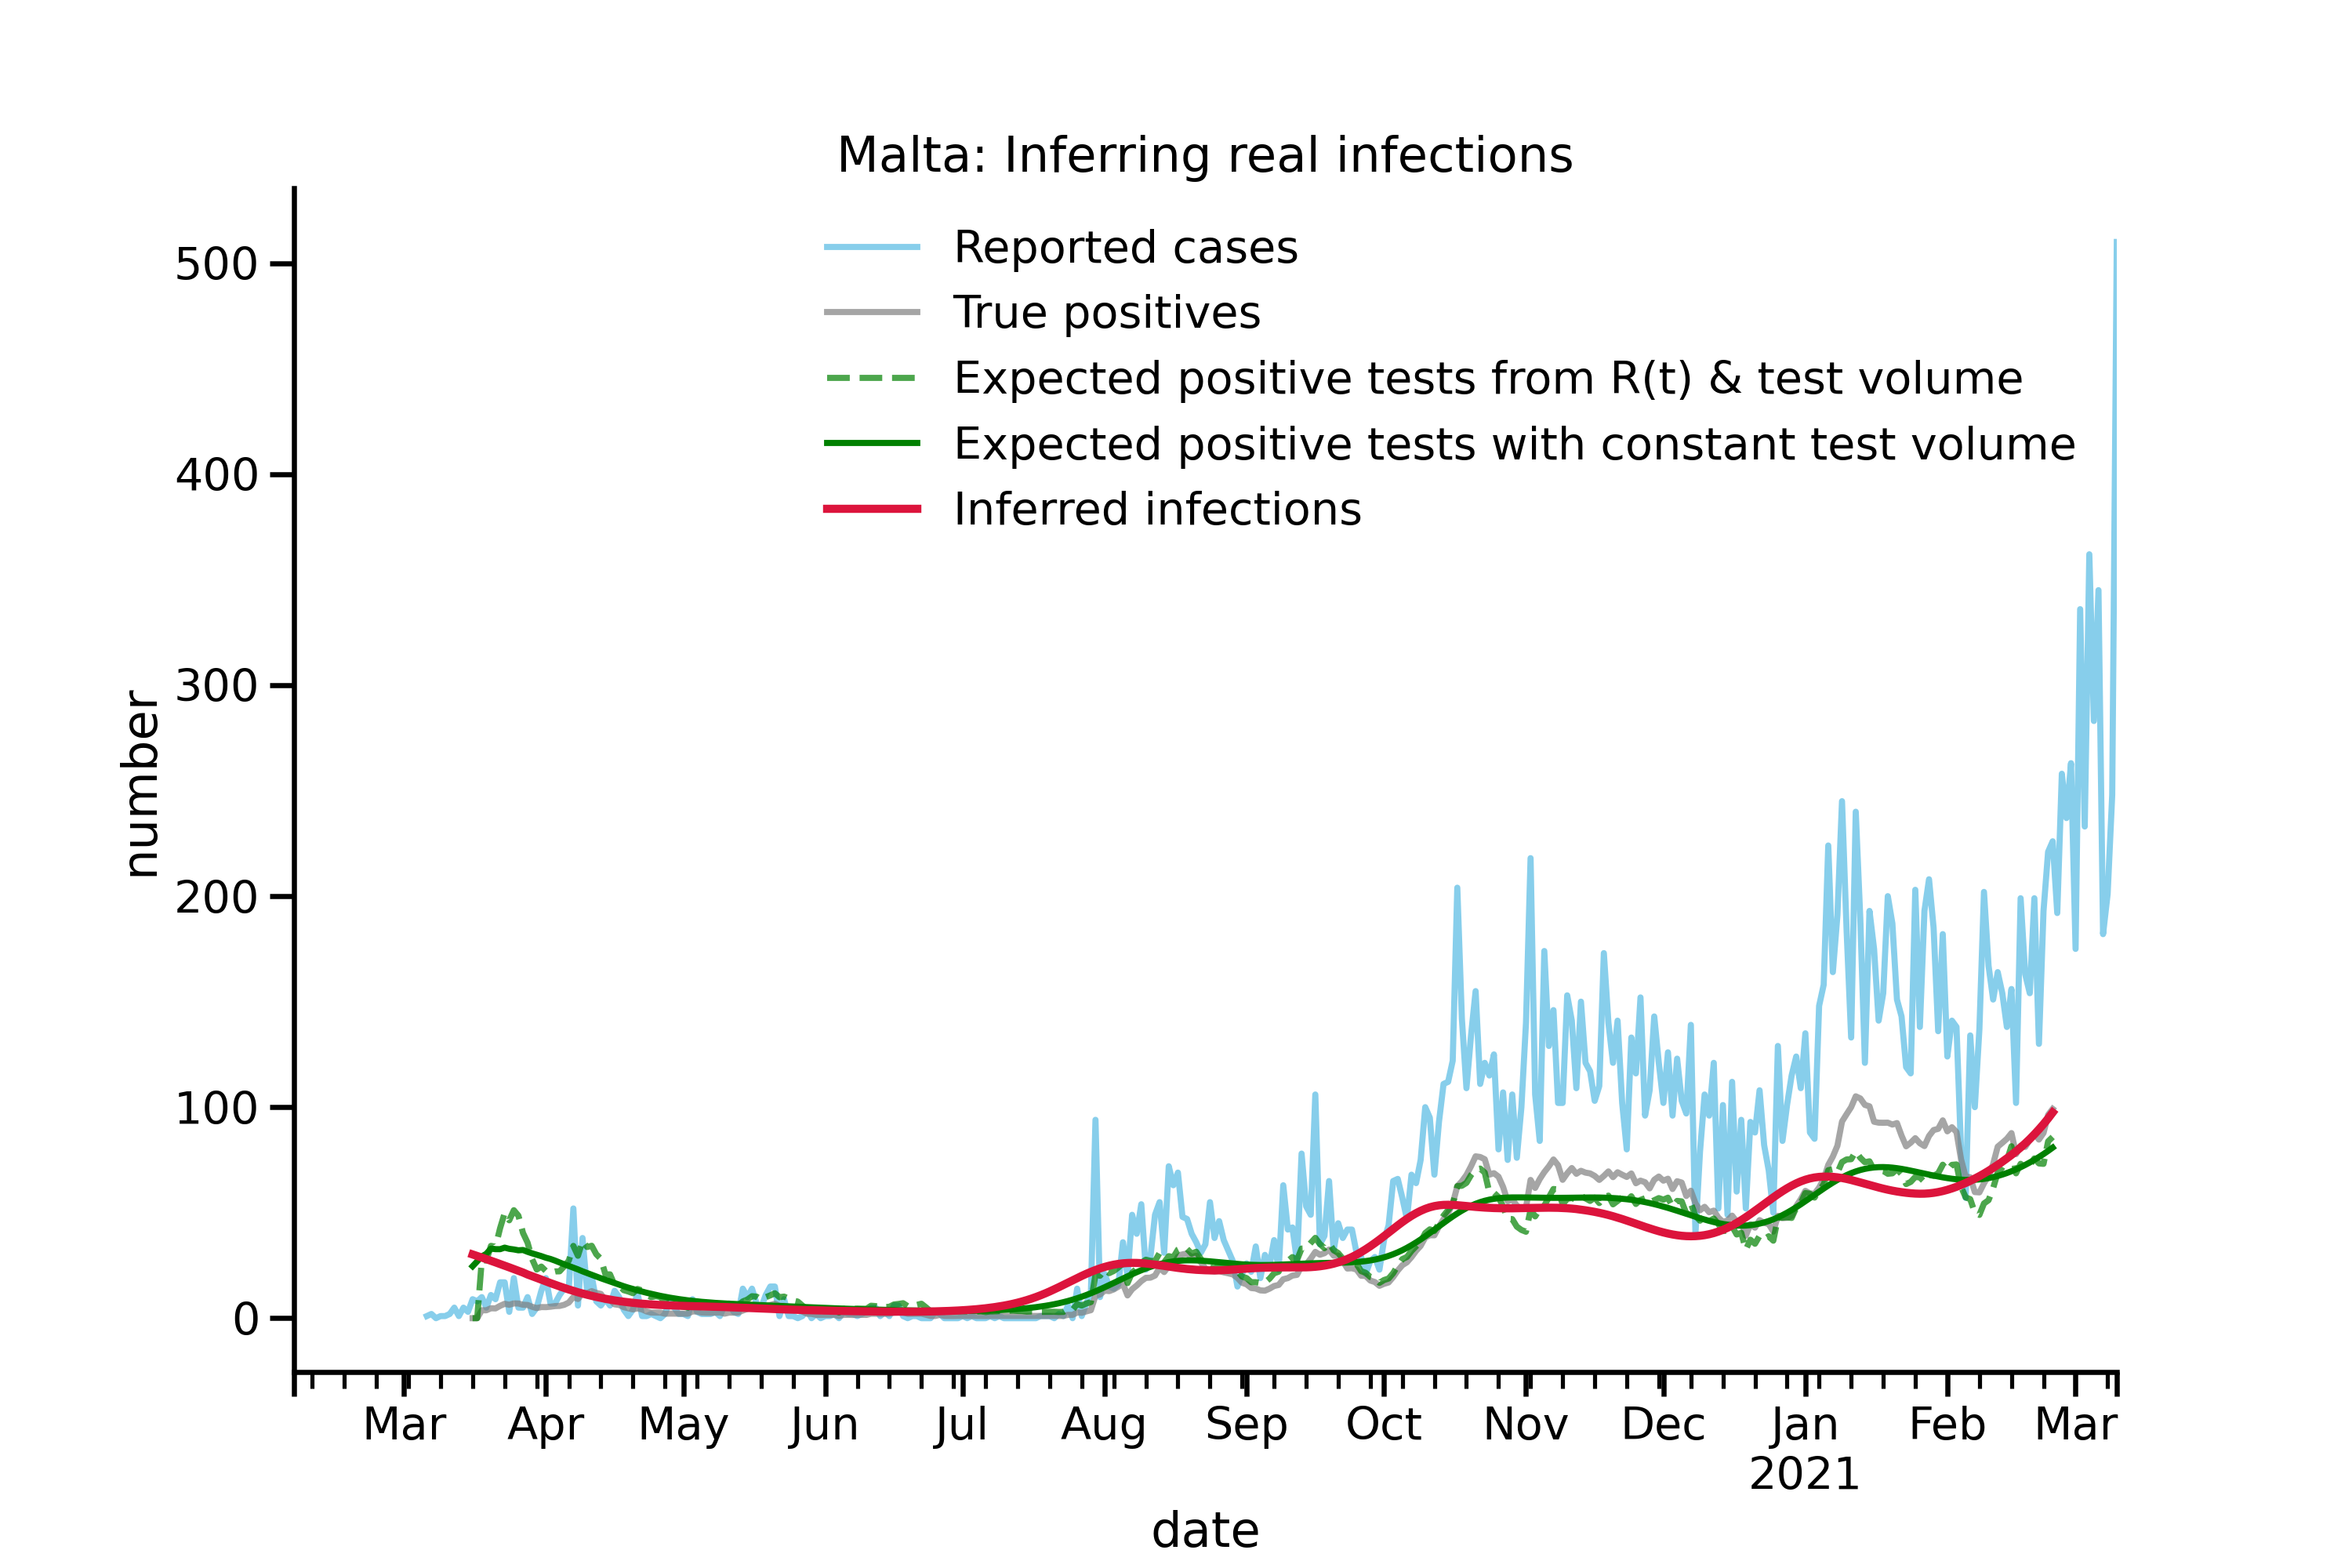 Malta: Inferring real infections
Reported cases
True positives
Expected positive tests from R(t) & test volume
Expected positive tests with constant test volume
Inferred infections
500
400
300
200
100
0
number
Mar Apr May Jun Jul Aug Sep Oct Nov Dec Jan Feb Mar
2021
date